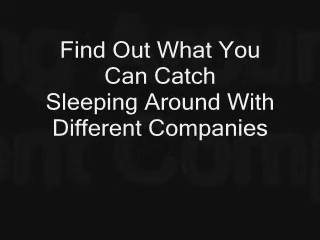 Find Out What You
Can Catch
Sleeping Around With
Different Companies